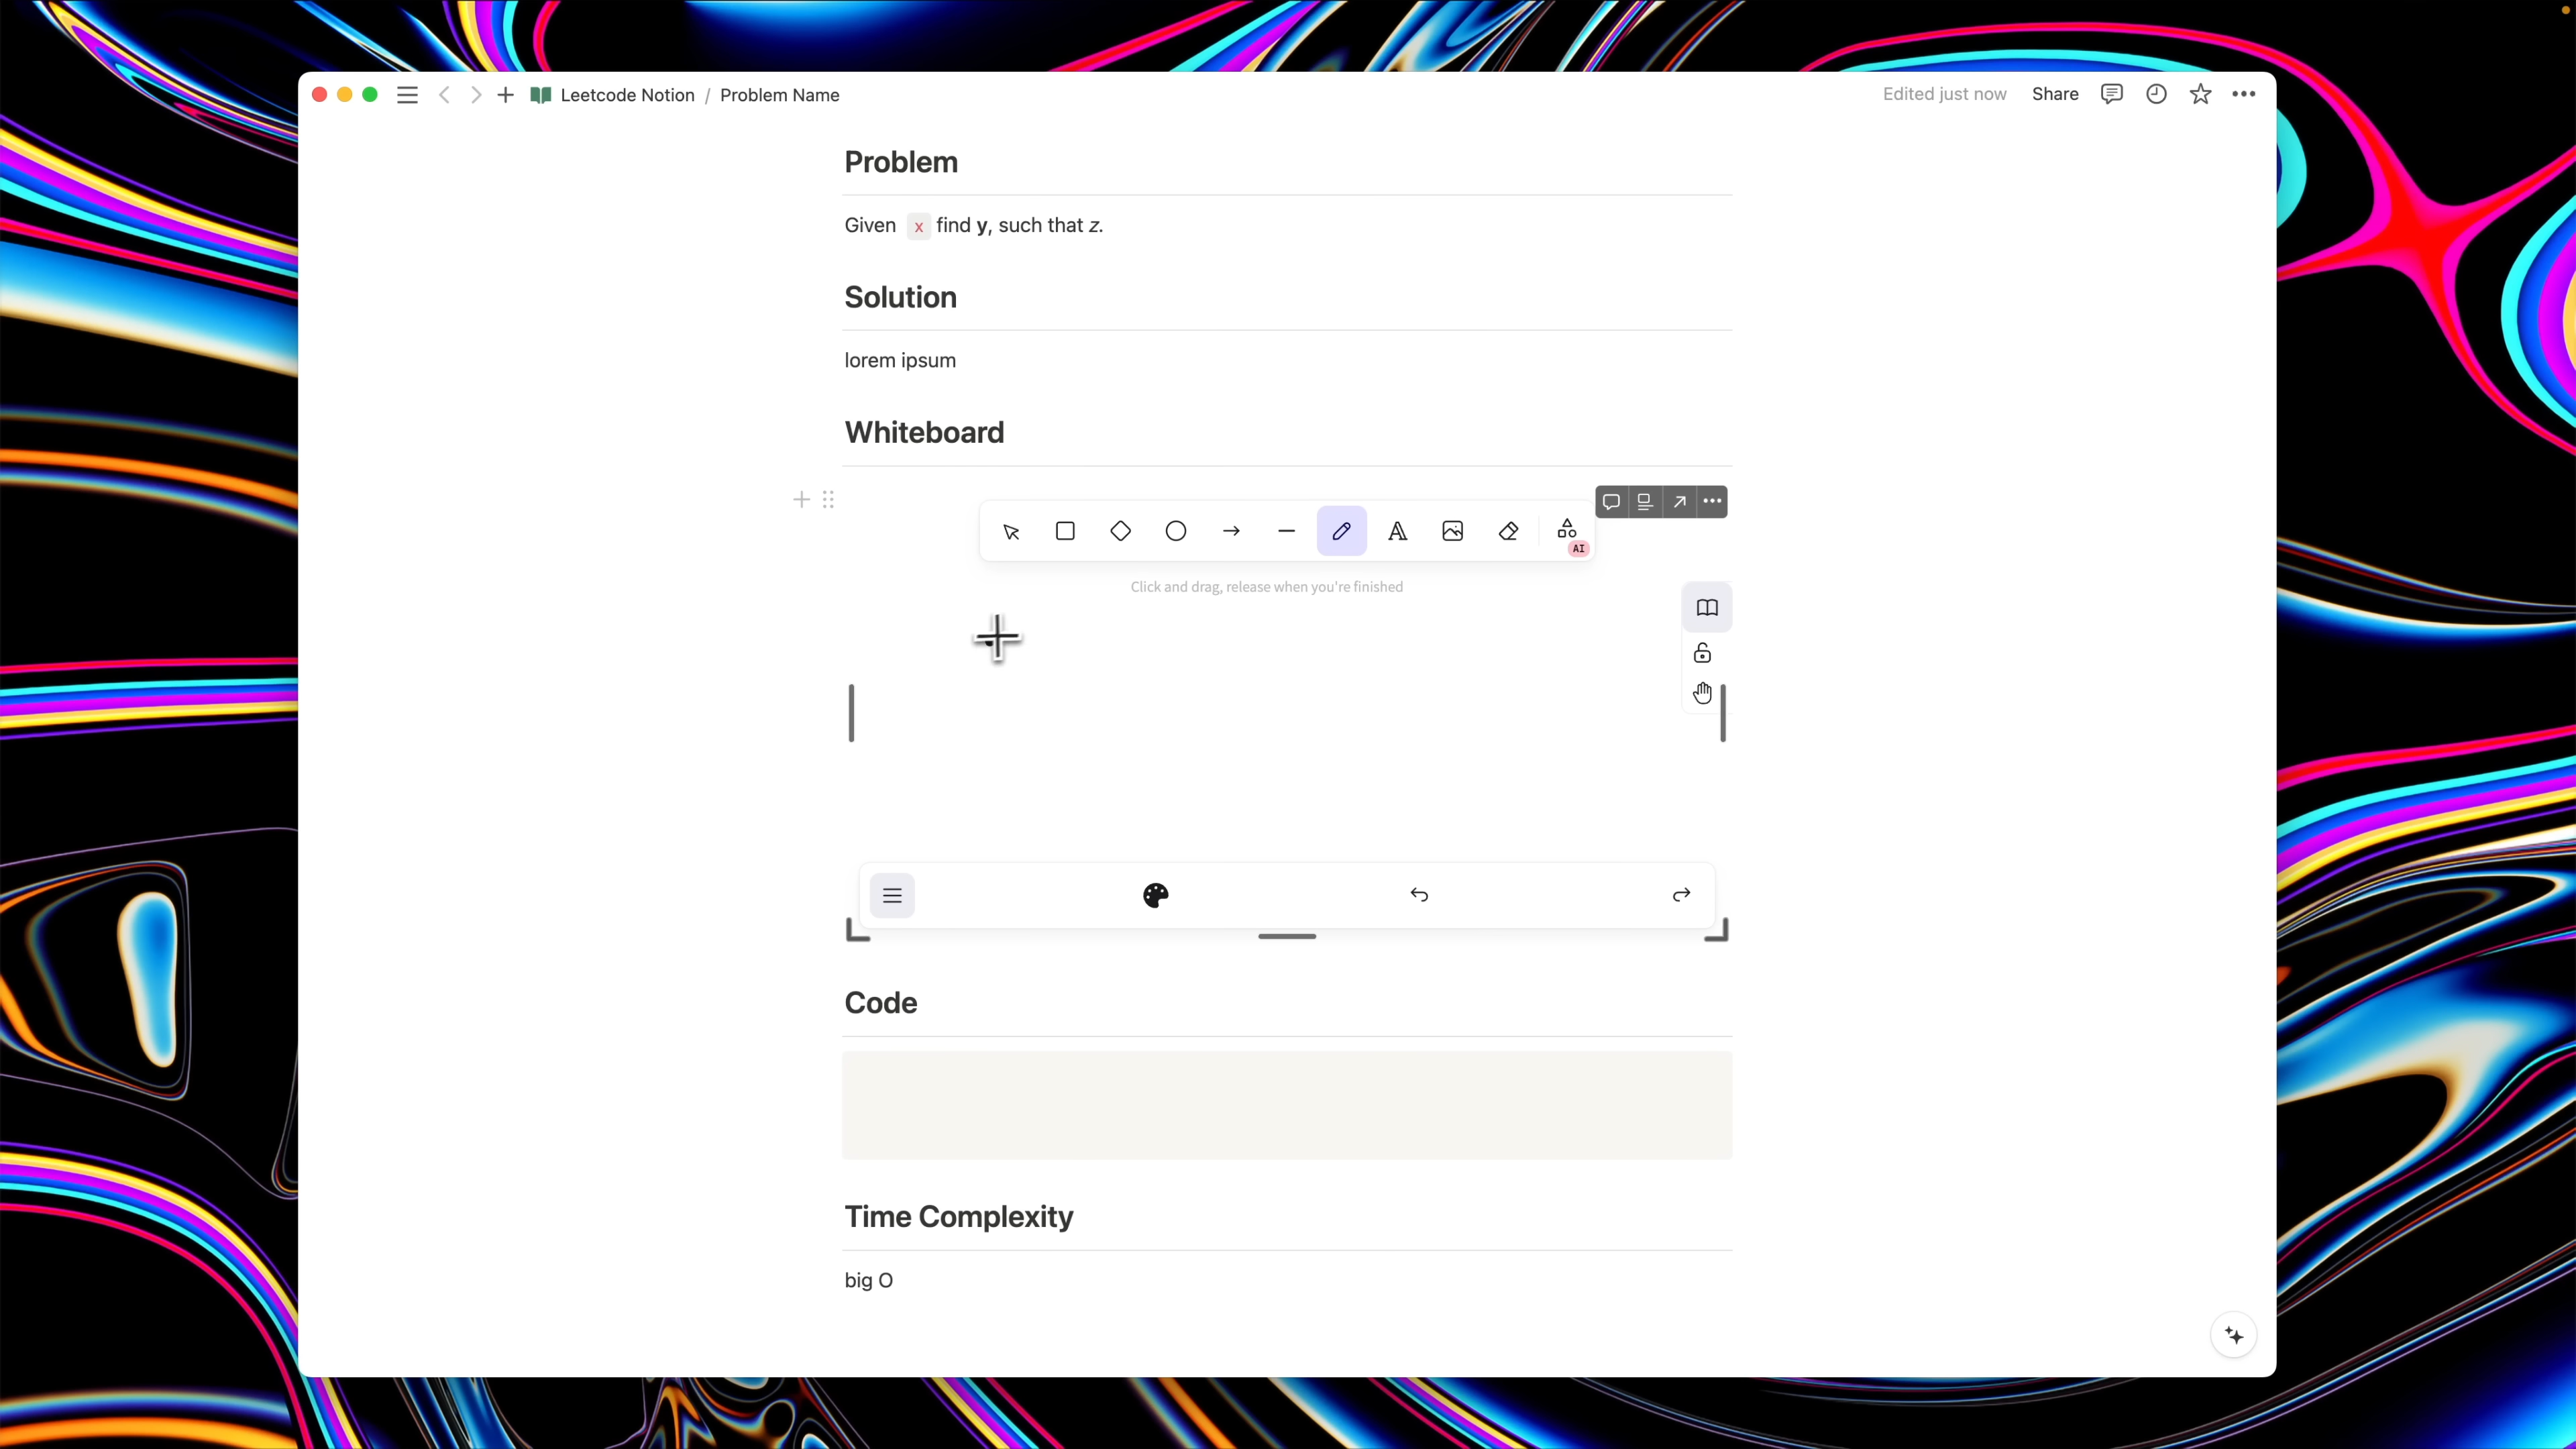 Leetcode Notion / Problem Name
Edited just now Share
Problem
Given x find y, such that z.
Solution
lorem ipsum
Whiteboard
AI
Click and drag, release when you're finished
Code
Time Complexity
big O